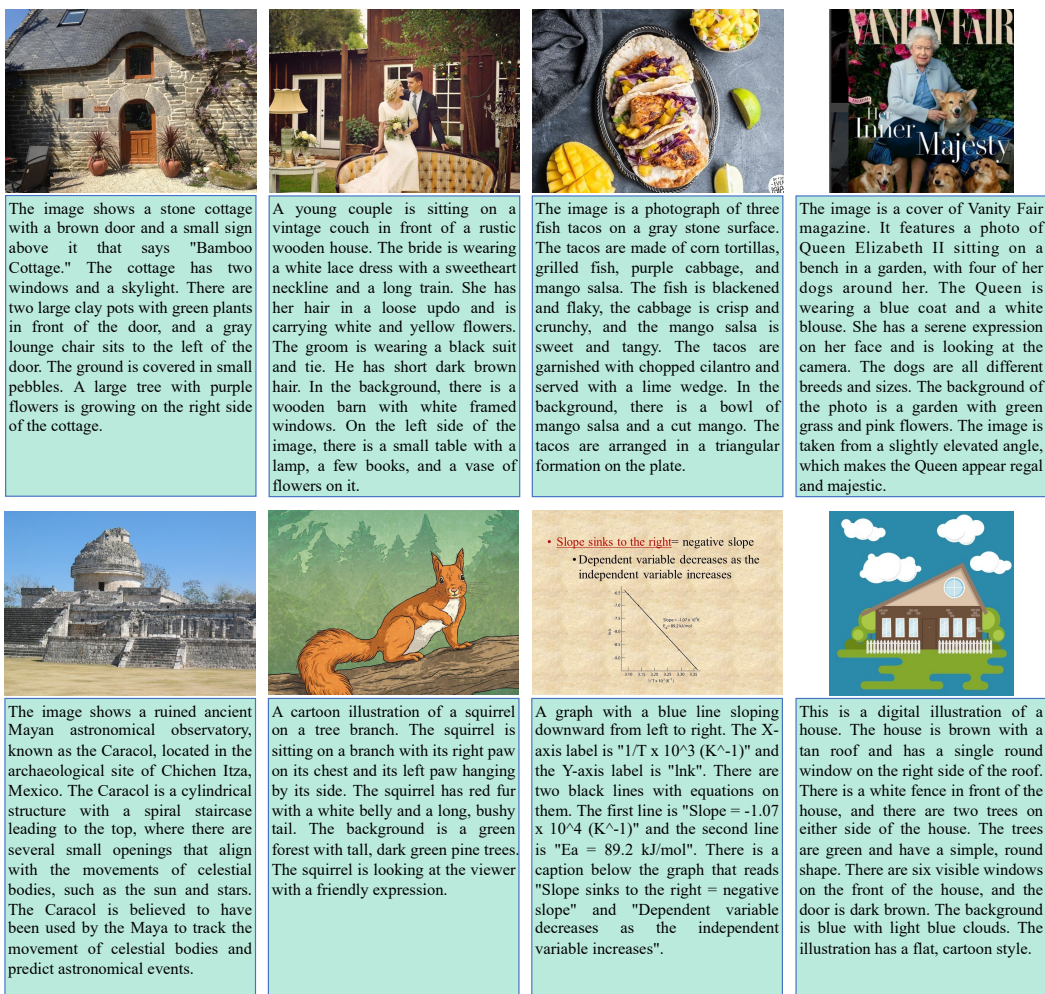 VANITY FAIR
Her
Inner
Majesty
The image shows a stone cottage
with a brown door and a small sign
above it that says "Bamboo
Cottage." The cottage has two
windows and a skylight. There are
two large clay pots with green plants
in front of the door, and a gray
lounge chair sits to the left of the
door. The ground is covered in small
pebbles. A large tree with purple
flowers is growing on the right side
of the cottage.
A young couple is sitting on a
vintage couch in front of a rustic
wooden house. The bride is wearing
a white lace dress with a sweetheart
neckline and a long train. She has
her hair in a loose updo and is
carrying white and yellow flowers.
The groom is wearing a black suit
and tie. He has short dark brown
hair. In the background, there is a
wooden barn with white framed
windows. On the left side of the
image, there is a small table with a
lamp, a few books, and a vase of
flowers on it.
The image is a photograph of three
fish tacos on a gray stone surface.
The tacos are made of corn tortillas,
grilled fish, purple cabbage, and
mango salsa. The fish is blackened
and flaky, the cabbage is crisp and
crunchy, and the mango salsa is
sweet and tangy. The tacos are
garnished with chopped cilantro and
served with a lime wedge. In the
background, there is a bowl of
mango salsa and a cut mango. The
tacos are arranged in a triangular
formation on the plate.
The image is a cover of Vanity Fair
magazine. It features a photo of
Queen Elizabeth II sitting on a
bench in a garden, with four of her
dogs around her. The Queen is
wearing a blue coat and a white
blouse. She has a serene expression
on her face and is looking at the
camera. The dogs are all different
breeds and sizes. The background of
the photo is a garden with green
grass and pink flowers. The image is
taken from a slightly elevated angle,
which makes the Queen appear regal
and majestic.
• Slope sinks to the right= negative slope
• Dependent variable decreases as the
independent variable increases
Slope = -1.07 x 10⁴K
Eₐ= 89.2 kJ/mol
3.10 3.15 3.20 3.25 3.30 3.35
1/T x 10³(K⁻¹)
The image shows a ruined ancient
Mayan astronomical observatory,
known as the Caracol, located in the
archaeological site of Chichen Itza,
Mexico. The Caracol is a cylindrical
structure with a spiral staircase
leading to the top, where there are
several small openings that align
with the movements of celestial
bodies, such as the sun and stars.
The Caracol is believed to have
been used by the Maya to track the
movement of celestial bodies and
predict astronomical events.
A cartoon illustration of a squirrel
on a tree branch. The squirrel is
sitting on a branch with its right paw
on its chest and its left paw hanging
by its side. The squirrel has red fur
with a white belly and a long, bushy
tail. The background is a green
forest with tall, dark green pine trees.
The squirrel is looking at the viewer
with a friendly expression.
A graph with a blue line sloping
downward from left to right. The X-
axis label is "1/T x 10^3 (K^-1)" and
the Y-axis label is "lnk". There are
two black lines with equations on
them. The first line is "Slope = -1.07
x 10^4 (K^-1)" and the second line
is "Ea = 89.2 kJ/mol". There is a
caption below the graph that reads
"Slope sinks to the right = negative
slope" and "Dependent variable
decreases as the independent
variable increases".
This is a digital illustration of a
house. The house is brown with a
tan roof and has a single round
window on the right side of the roof.
There is a white fence in front of the
house, and there are two trees on
either side of the house. The trees
are green and have a simple, round
shape. There are six visible windows
on the front of the house, and the
door is dark brown. The background
is blue with light blue clouds. The
illustration has a flat, cartoon style.